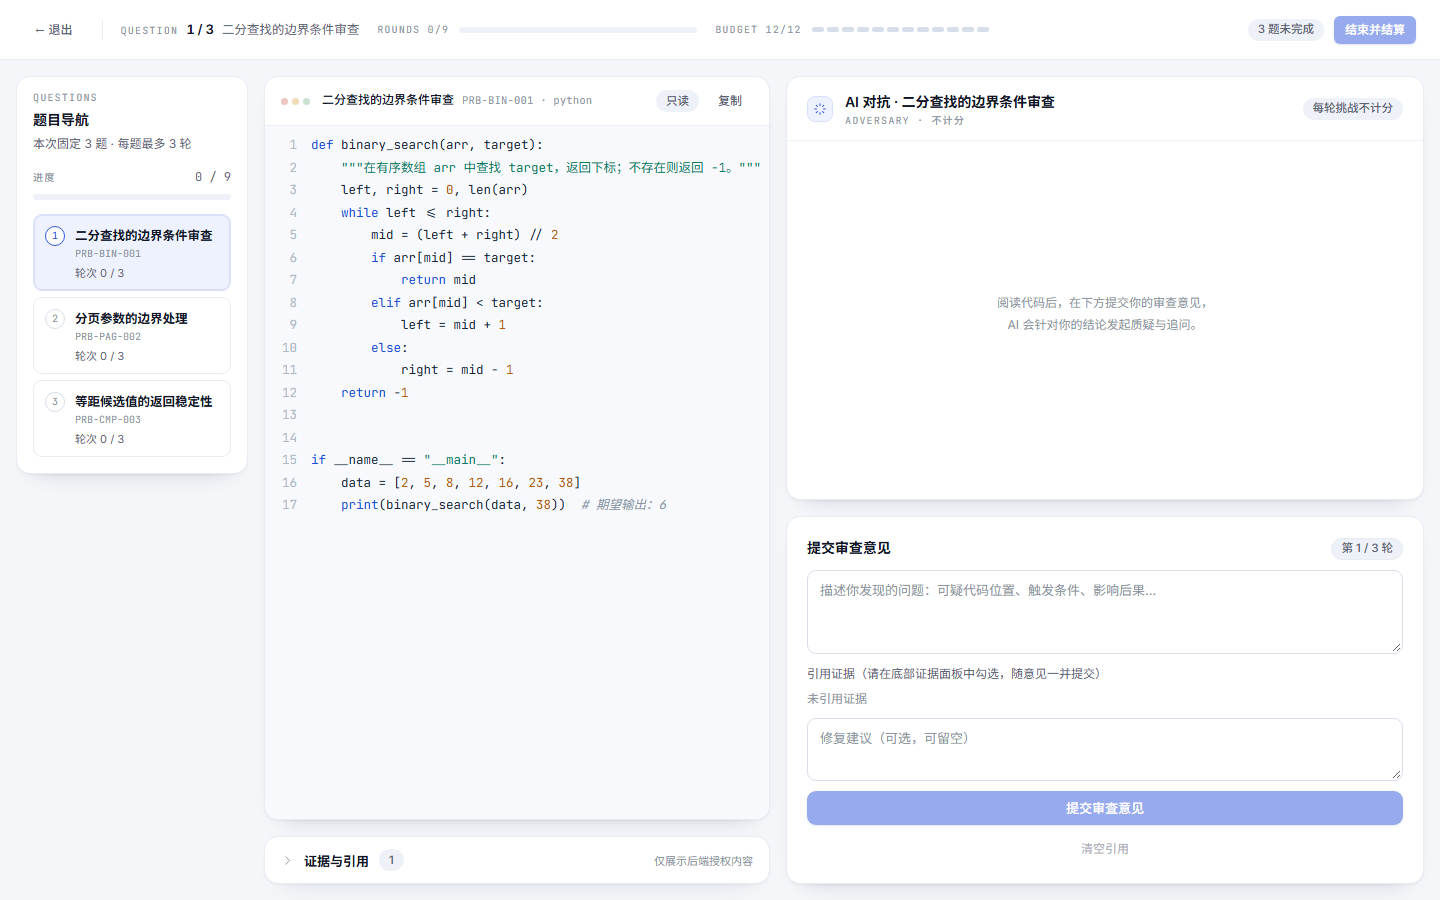 ← 退出
QUESTION 1 / 3 二分查找的边界条件审查
ROUNDS 0/9
BUDGET 12/12
3 题未完成
结束并结算
QUESTIONS
题目导航
本次固定 3 题 · 每题最多 3 轮
进度 0 / 9
1 二分查找的边界条件审查
PRB-BIN-001
轮次 0 / 3
2 分页参数的边界处理
PRB-PAG-002
轮次 0 / 3
3 等距候选值的返回稳定性
PRB-CMP-003
轮次 0 / 3
二分查找的边界条件审查 PRB-BIN-001 · python
只读
复制
1 def binary_search(arr, target):
2     """在有序数组 arr 中查找 target，返回下标；不存在则返回 -1。"""
3     left, right = 0, len(arr)
4     while left <= right:
5         mid = (left + right) // 2
6         if arr[mid] == target:
7             return mid
8         elif arr[mid] < target:
9             left = mid + 1
10         else:
11             right = mid - 1
12     return -1
13
14
15 if __name__ == "__main__":
16     data = [2, 5, 8, 12, 16, 23, 38]
17     print(binary_search(data, 38))  # 期望输出：6
证据与引用 1
仅展示后端授权内容
AI 对抗 · 二分查找的边界条件审查
ADVERSARY · 不计分
每轮挑战不计分
阅读代码后，在下方提交你的审查意见，
AI 会针对你的结论发起质疑与追问。
提交审查意见
第 1 / 3 轮
描述你发现的问题：可疑代码位置、触发条件、影响后果...
引用证据（请在底部证据面板中勾选，随意见一并提交）
未引用证据
修复建议（可选，可留空）
提交审查意见
清空引用